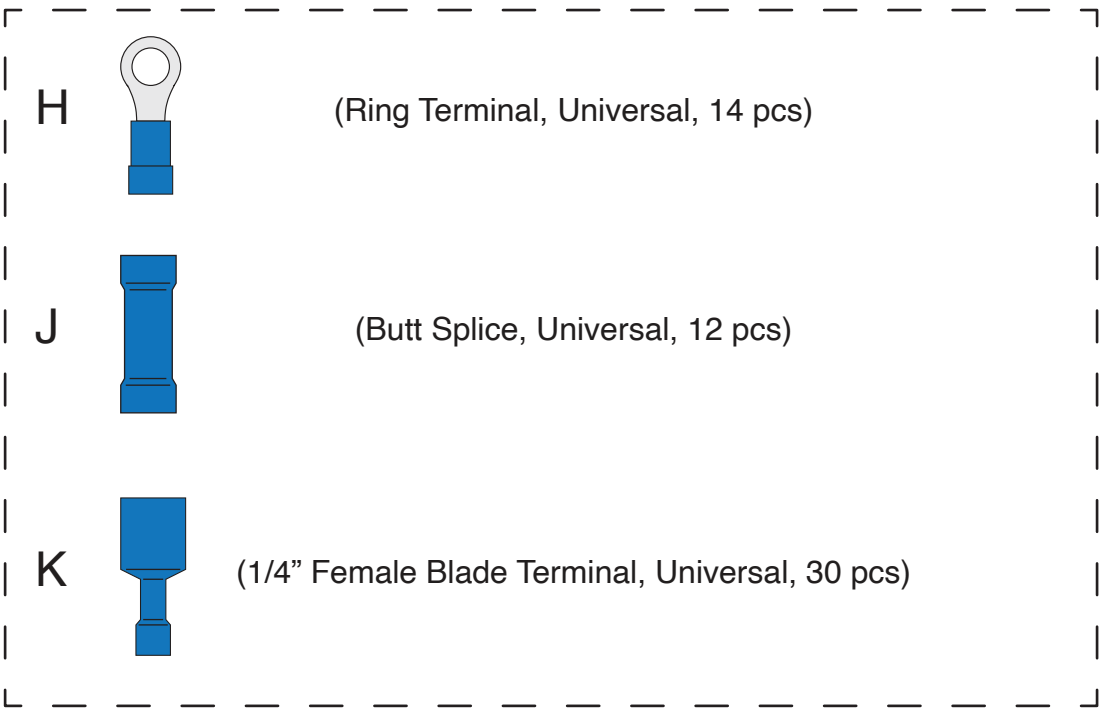 H (Ring Terminal, Universal, 14 pcs)
J (Butt Splice, Universal, 12 pcs)
K (1/4” Female Blade Terminal, Universal, 30 pcs)